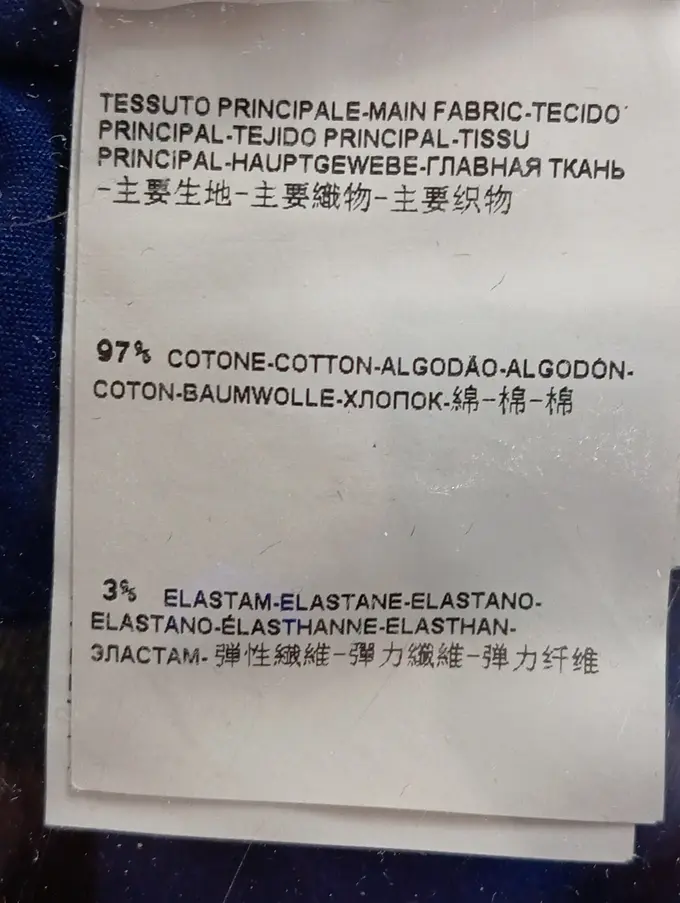 TESSUTO PRINCIPALE-MAIN FABRIC-TECIDO
PRINCIPAL-TEJIDO PRINCIPAL-TISSU
PRINCIPAL-HAUPTGEWEBE-ГЛАВНАЯ ТКАНЬ
-主要生地-主要織物-主要织物
97% COTONE-COTTON-ALGODÃO-ALGODÓN-
COTON-BAUMWOLLE-ХЛОПОК-綿-棉-棉
3% ELASTAM-ELASTANE-ELASTANO-
ELASTANO-ÉLASTHANNE-ELASTHAN-
ЭЛАСТАМ-弾性繊維-彈力纖維-弹力纤维